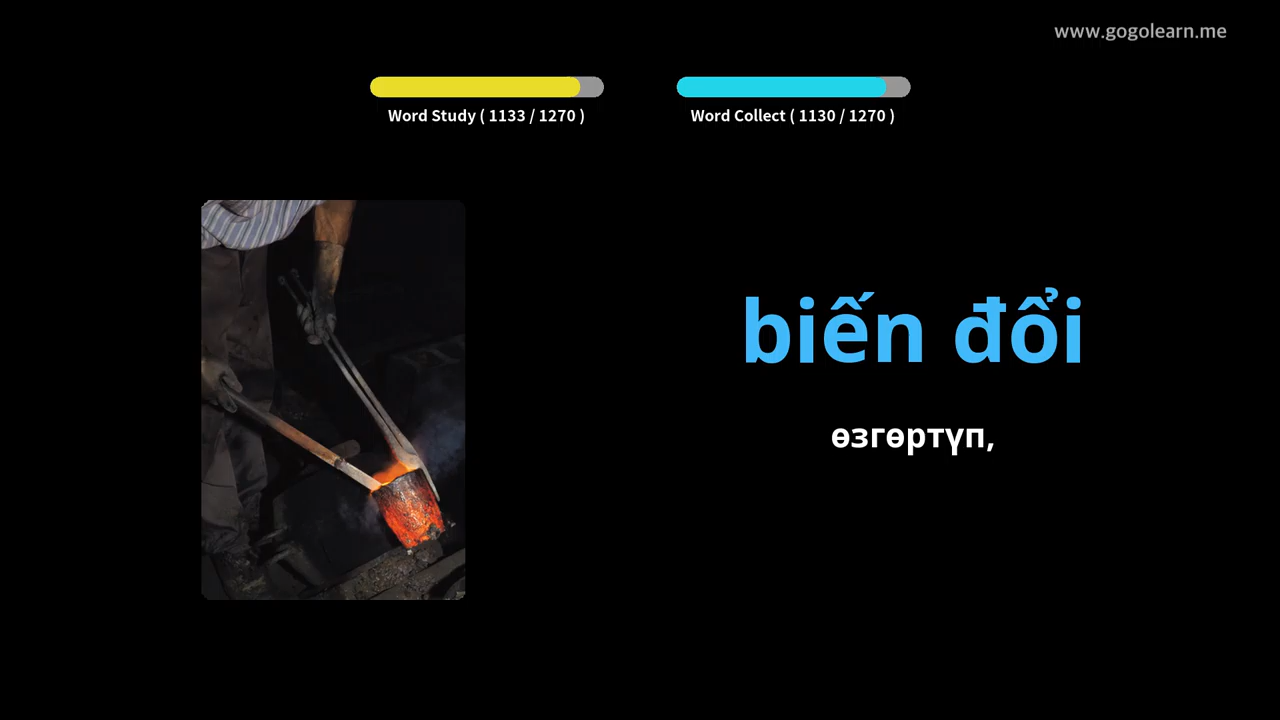 www.gogolearn.me
Word Study ( 1133 / 1270 )
Word Collect ( 1130 / 1270 )
biến đổi
өзгөртүп,